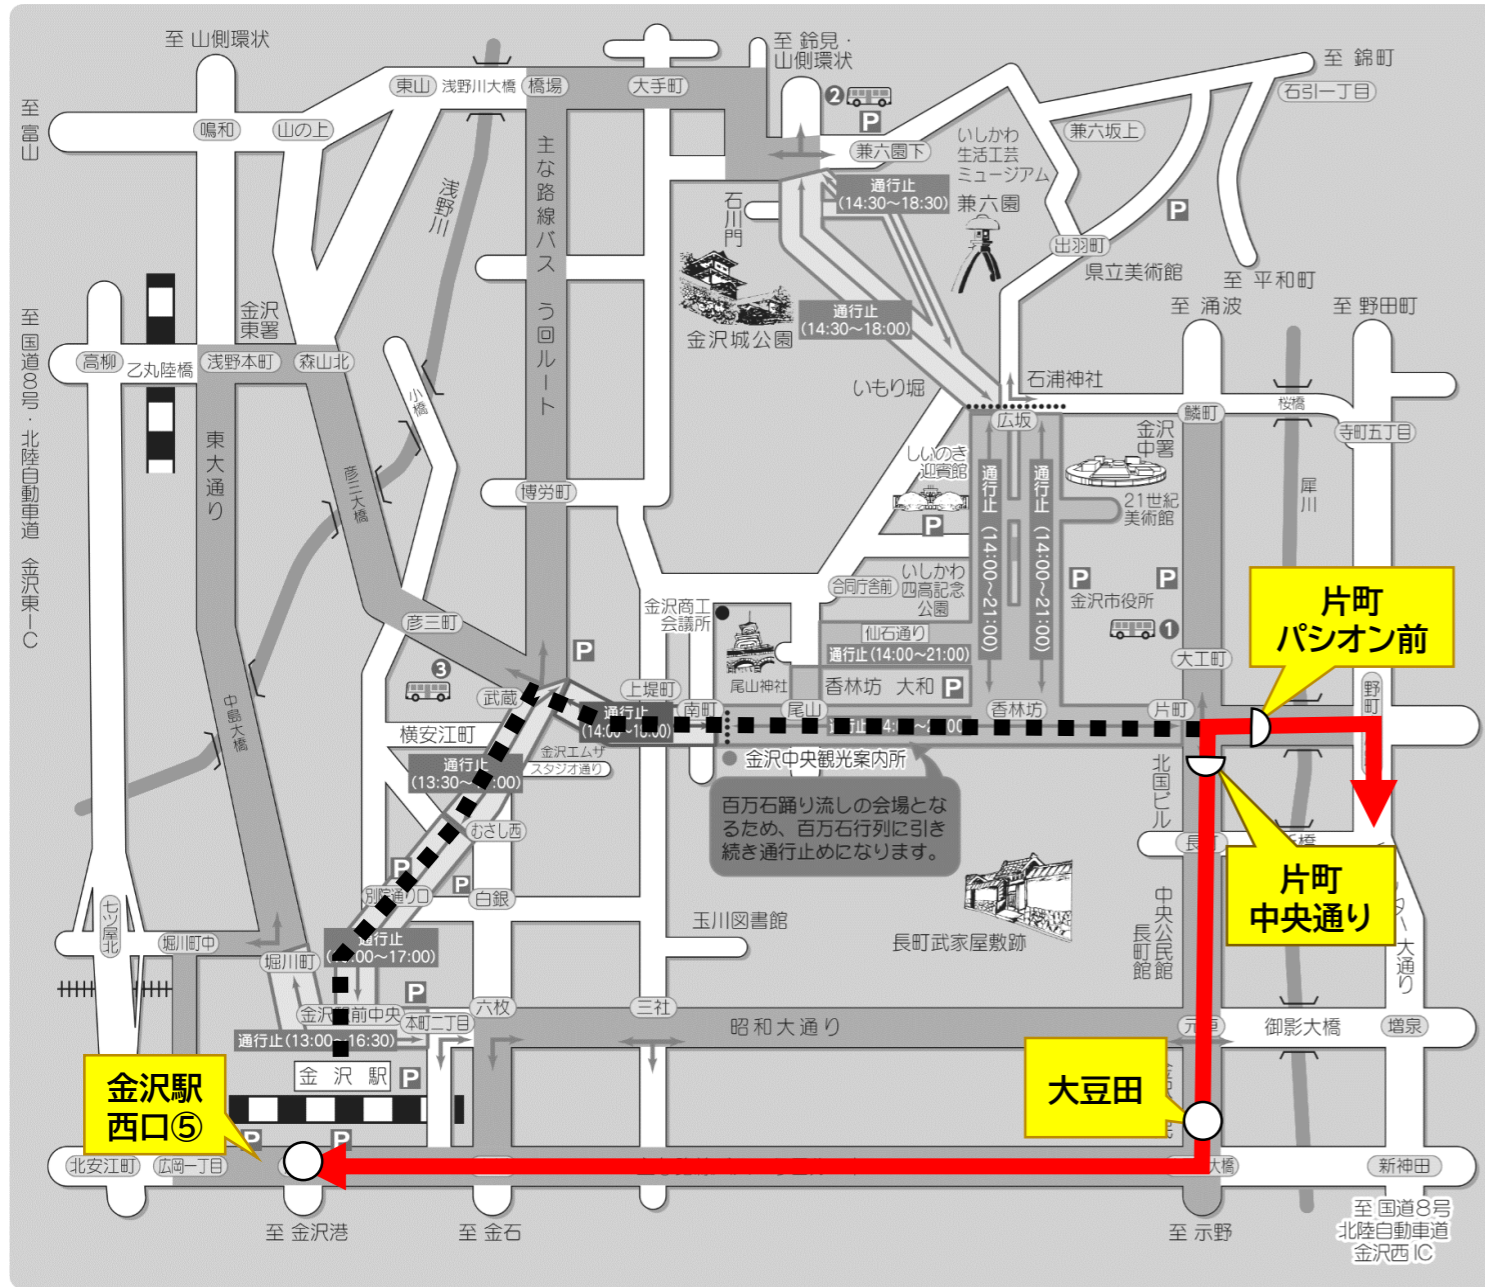 至 山側環状
至 鈴見・
山側環状
至 錦町
至 富山
東山
浅野川大橋
橋場
大手町
❷
P
石引一丁目
鳴和
山の上
兼六園下
兼六坂上
いしかわ
生活工芸
ミュージアム
主な路線バス う回ルート
浅野川
石川門
通行止
(14:30～18:30)
兼六園
P
出羽町
県立美術館
至 平和町
至 涌波
至 野田町
至 国道8号・北陸自動車道 金沢東IC
金沢
東署
通行止
(14:30～18:00)
金沢城公園
高柳
乙丸陸橋
浅野本町
森山北
小橋
いもり堀
石浦神社
広坂
鱗町
桜橋
寺町五丁目
東大通り
彦三大橋
金沢
中署
しいのき
迎賓館
P
通行止 (14:00～21:00)
通行止 (14:00～21:00)
21世紀
美術館
犀川
博労町
合同庁舎前
いしかわ
四高記念
公園
P
P
金沢市役所
❶
彦三町
金沢商工
会議所
尾山神社
仙石通り
通行止(14:00～21:00)
大工町
片町
パシオン前
中島大橋
❸
P
武蔵
上堤町
香林坊 大和 P
野町
横安江町
通行止
南町
尾山
香林坊
片町
金沢エムザ
スタジオ通り
金沢中央観光案内所
北国ビル
通行止
百万石踊り流しの会場とな
るため、百万石行列に引き
続き通行止めになります。
むさし西
片町
中央通り
P
P
別院通り口
白銀
玉川図書館
長町武家屋敷跡
中央公民館
長町館
七ツ屋北
堀川町中
堀川町
通行止
P
六枚
三社
本町二丁目
昭和大通り
御影大橋
増泉
通行止(13:00～16:30)
金沢駅
P
金沢駅
西口⑤
大豆田
P
P
北安江町
広岡一丁目
新神田
至 金沢港
至 金石
至 示野
至 国道8号
北陸自動車道
金沢西IC